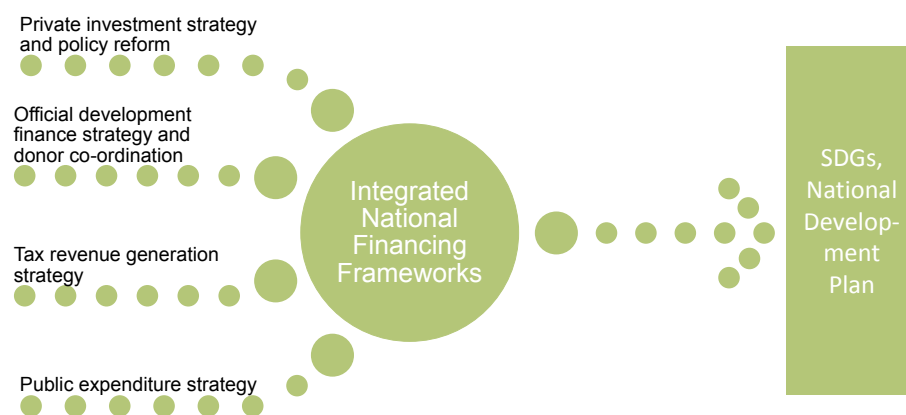 Private investment strategy
and policy reform
Official development
finance strategy and
donor co-ordination
Tax revenue generation
strategy
Public expenditure strategy
Integrated
National
Financing
Frameworks
SDGs,
National
Develop-
ment
Plan